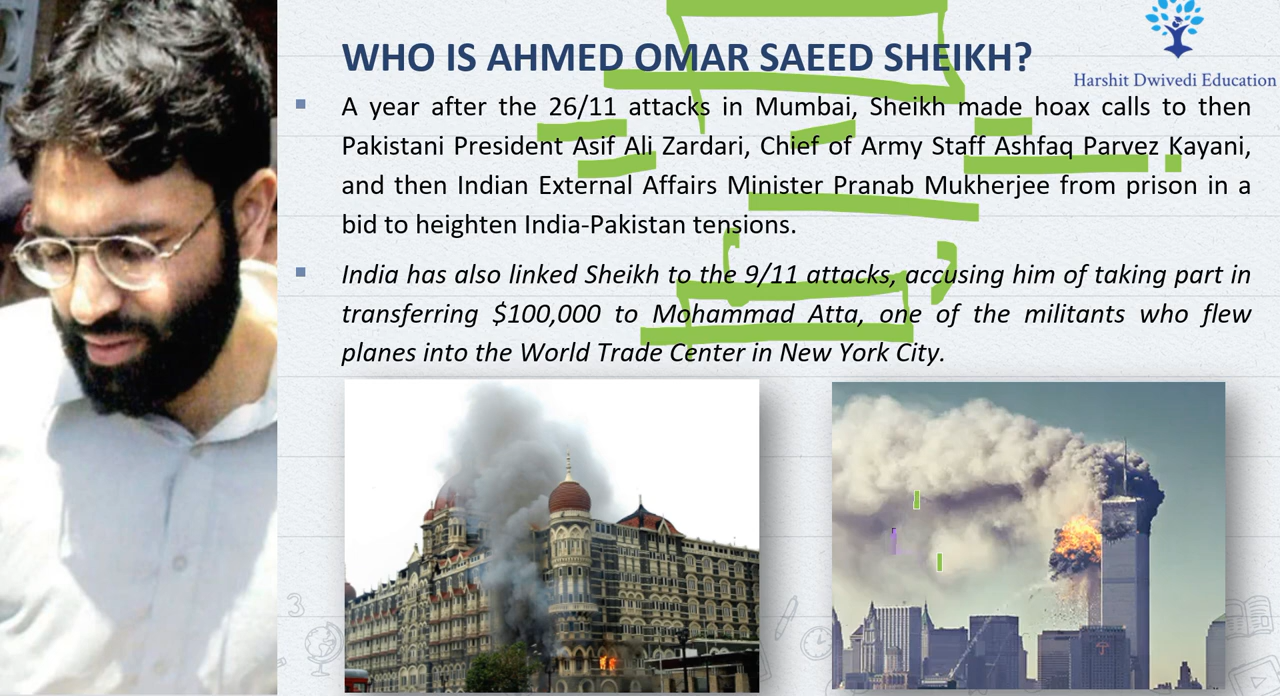 WHO IS AHMED OMAR SAEED SHEIKH?
Harshit Dwivedi Education
A year after the 26/11 attacks in Mumbai, Sheikh made hoax calls to then
Pakistani President Asif Ali Zardari, Chief of Army Staff Ashfaq Parvez Kayani,
and then Indian External Affairs Minister Pranab Mukherjee from prison in a
bid to heighten India-Pakistan tensions.
India has also linked Sheikh to the 9/11 attacks, accusing him of taking part in
transferring $100,000 to Mohammad Atta, one of the militants who flew
planes into the World Trade Center in New York City.
3